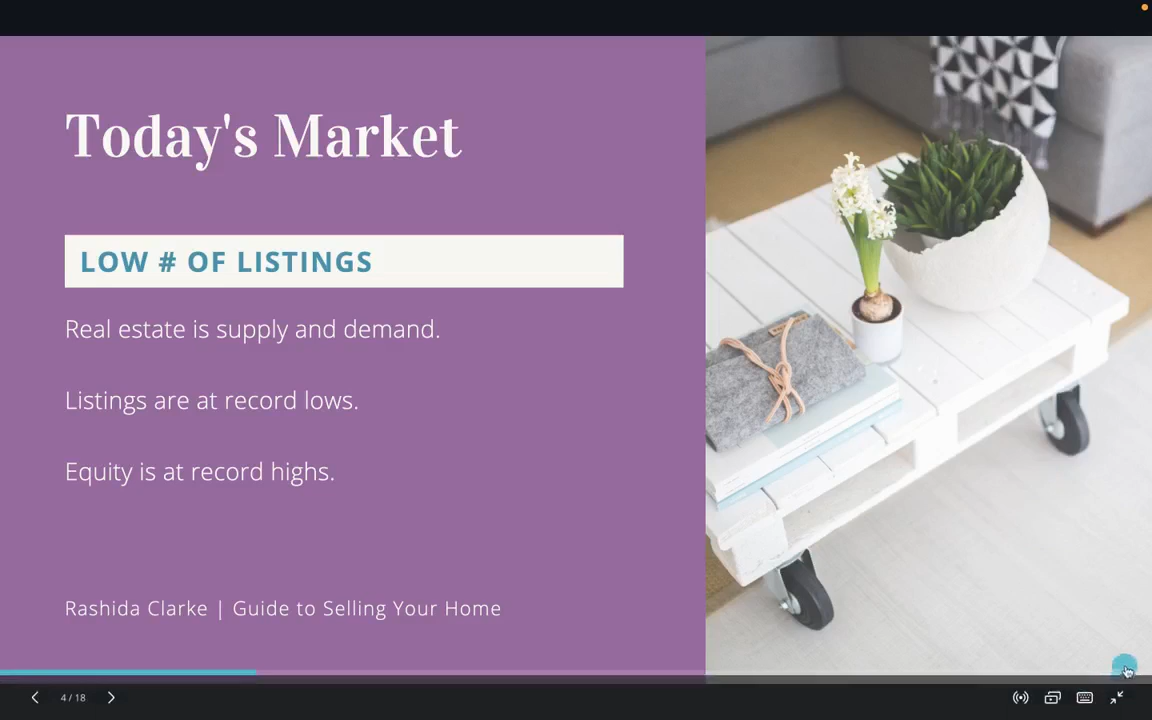 Today's Market
LOW # OF LISTINGS
Real estate is supply and demand.
Listings are at record lows.
Equity is at record highs.
Rashida Clarke | Guide to Selling Your Home
4 / 18